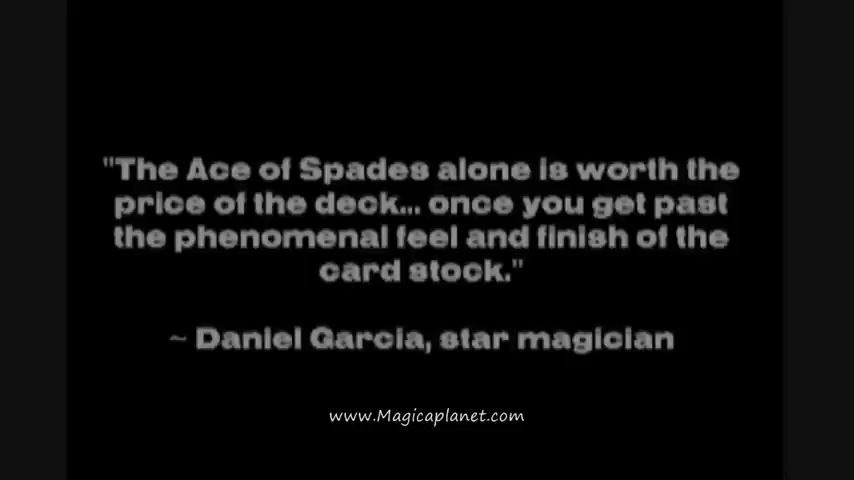 "The Ace of Spades alone is worth the
price of the deck... once you get past
the phenomenal feel and finish of the
card stock."
~ Daniel Garcia, star magician
www.Magicaplanet.com